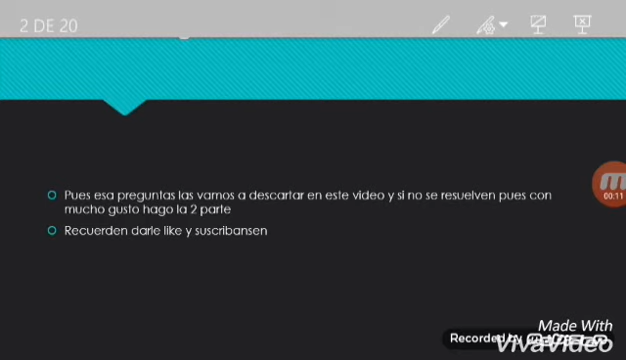 2 DE 20
Pues esa preguntas las vamos a descartar en este video y si no se resuelven pues con
mucho gusto hago la 2 parte
Recuerden darle like y suscribansen
00:11
Made With
Recorded by
VivaVideo